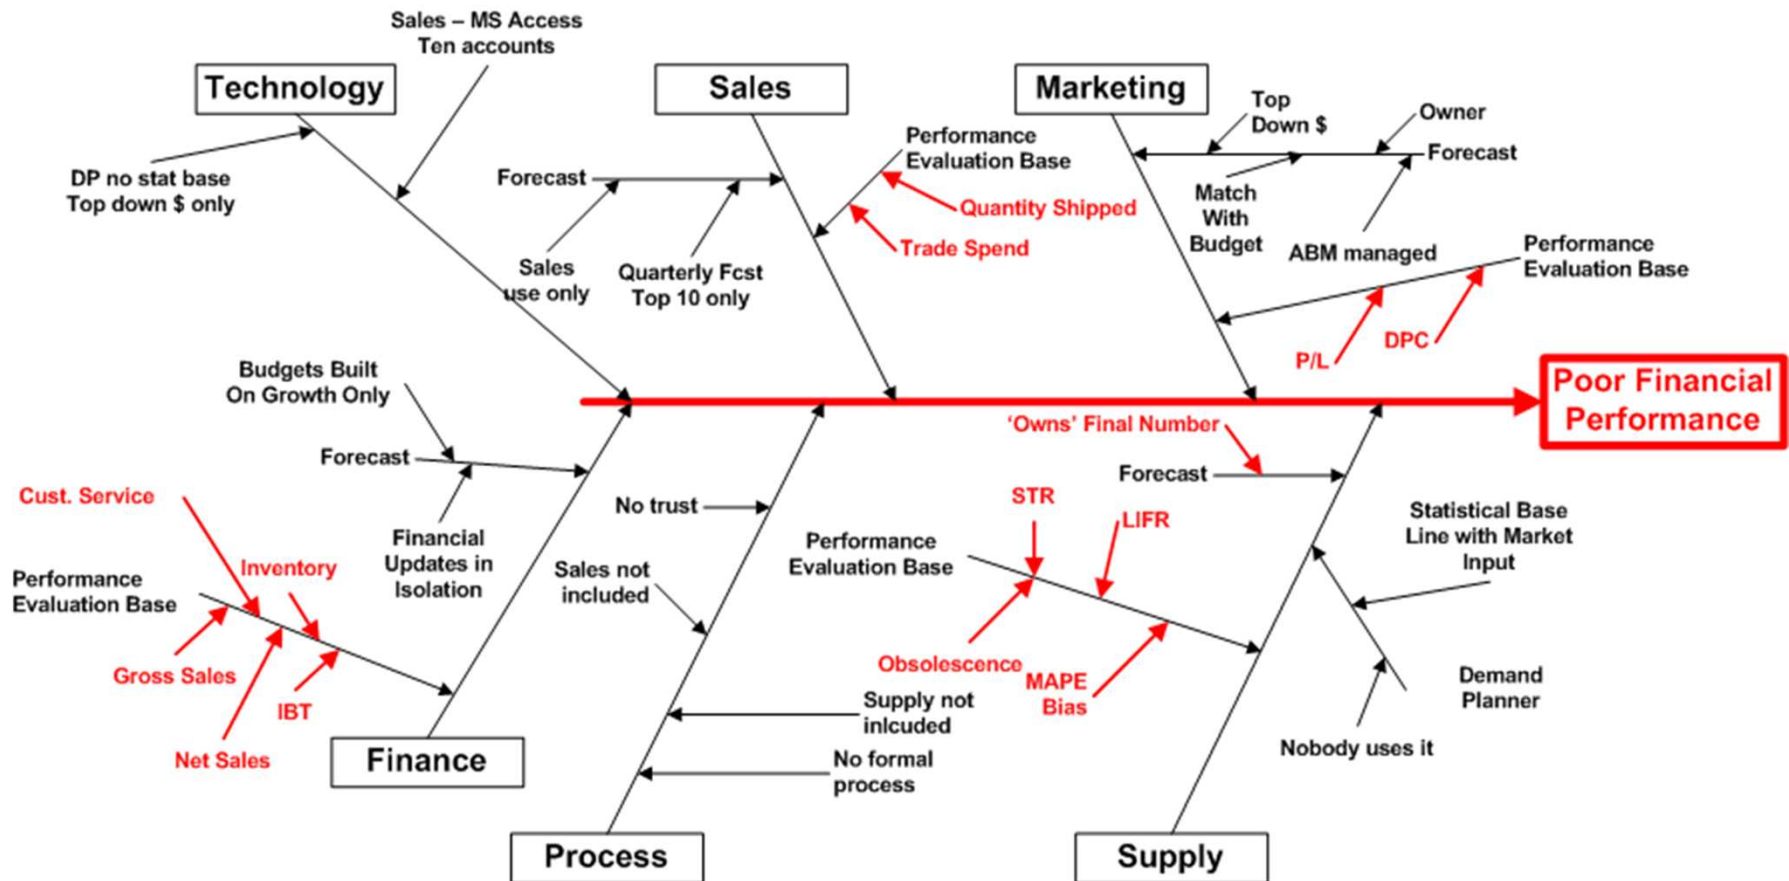 Sales – MS Access
Ten accounts
Technology
Sales
Marketing
DP no stat base
Top down $ only
Forecast
Sales
use only
Quarterly Fcst
Top 10 only
Performance
Evaluation Base
Quantity Shipped
Trade Spend
Top
Down $
Owner
Forecast
Match
With
Budget
ABM managed
Performance
Evaluation Base
P/L
DPC
Poor Financial
Performance
Budgets Built
On Growth Only
Forecast
Financial
Updates in
Isolation
Cust. Service
Inventory
Performance
Evaluation Base
Gross Sales
IBT
Net Sales
Finance
No trust
Sales not
included
Supply not
inlcuded
No formal
process
Process
'Owns' Final Number
Forecast
STR
LIFR
Performance
Evaluation Base
Obsolescence
MAPE
Bias
Statistical Base
Line with Market
Input
Demand
Planner
Nobody uses it
Supply